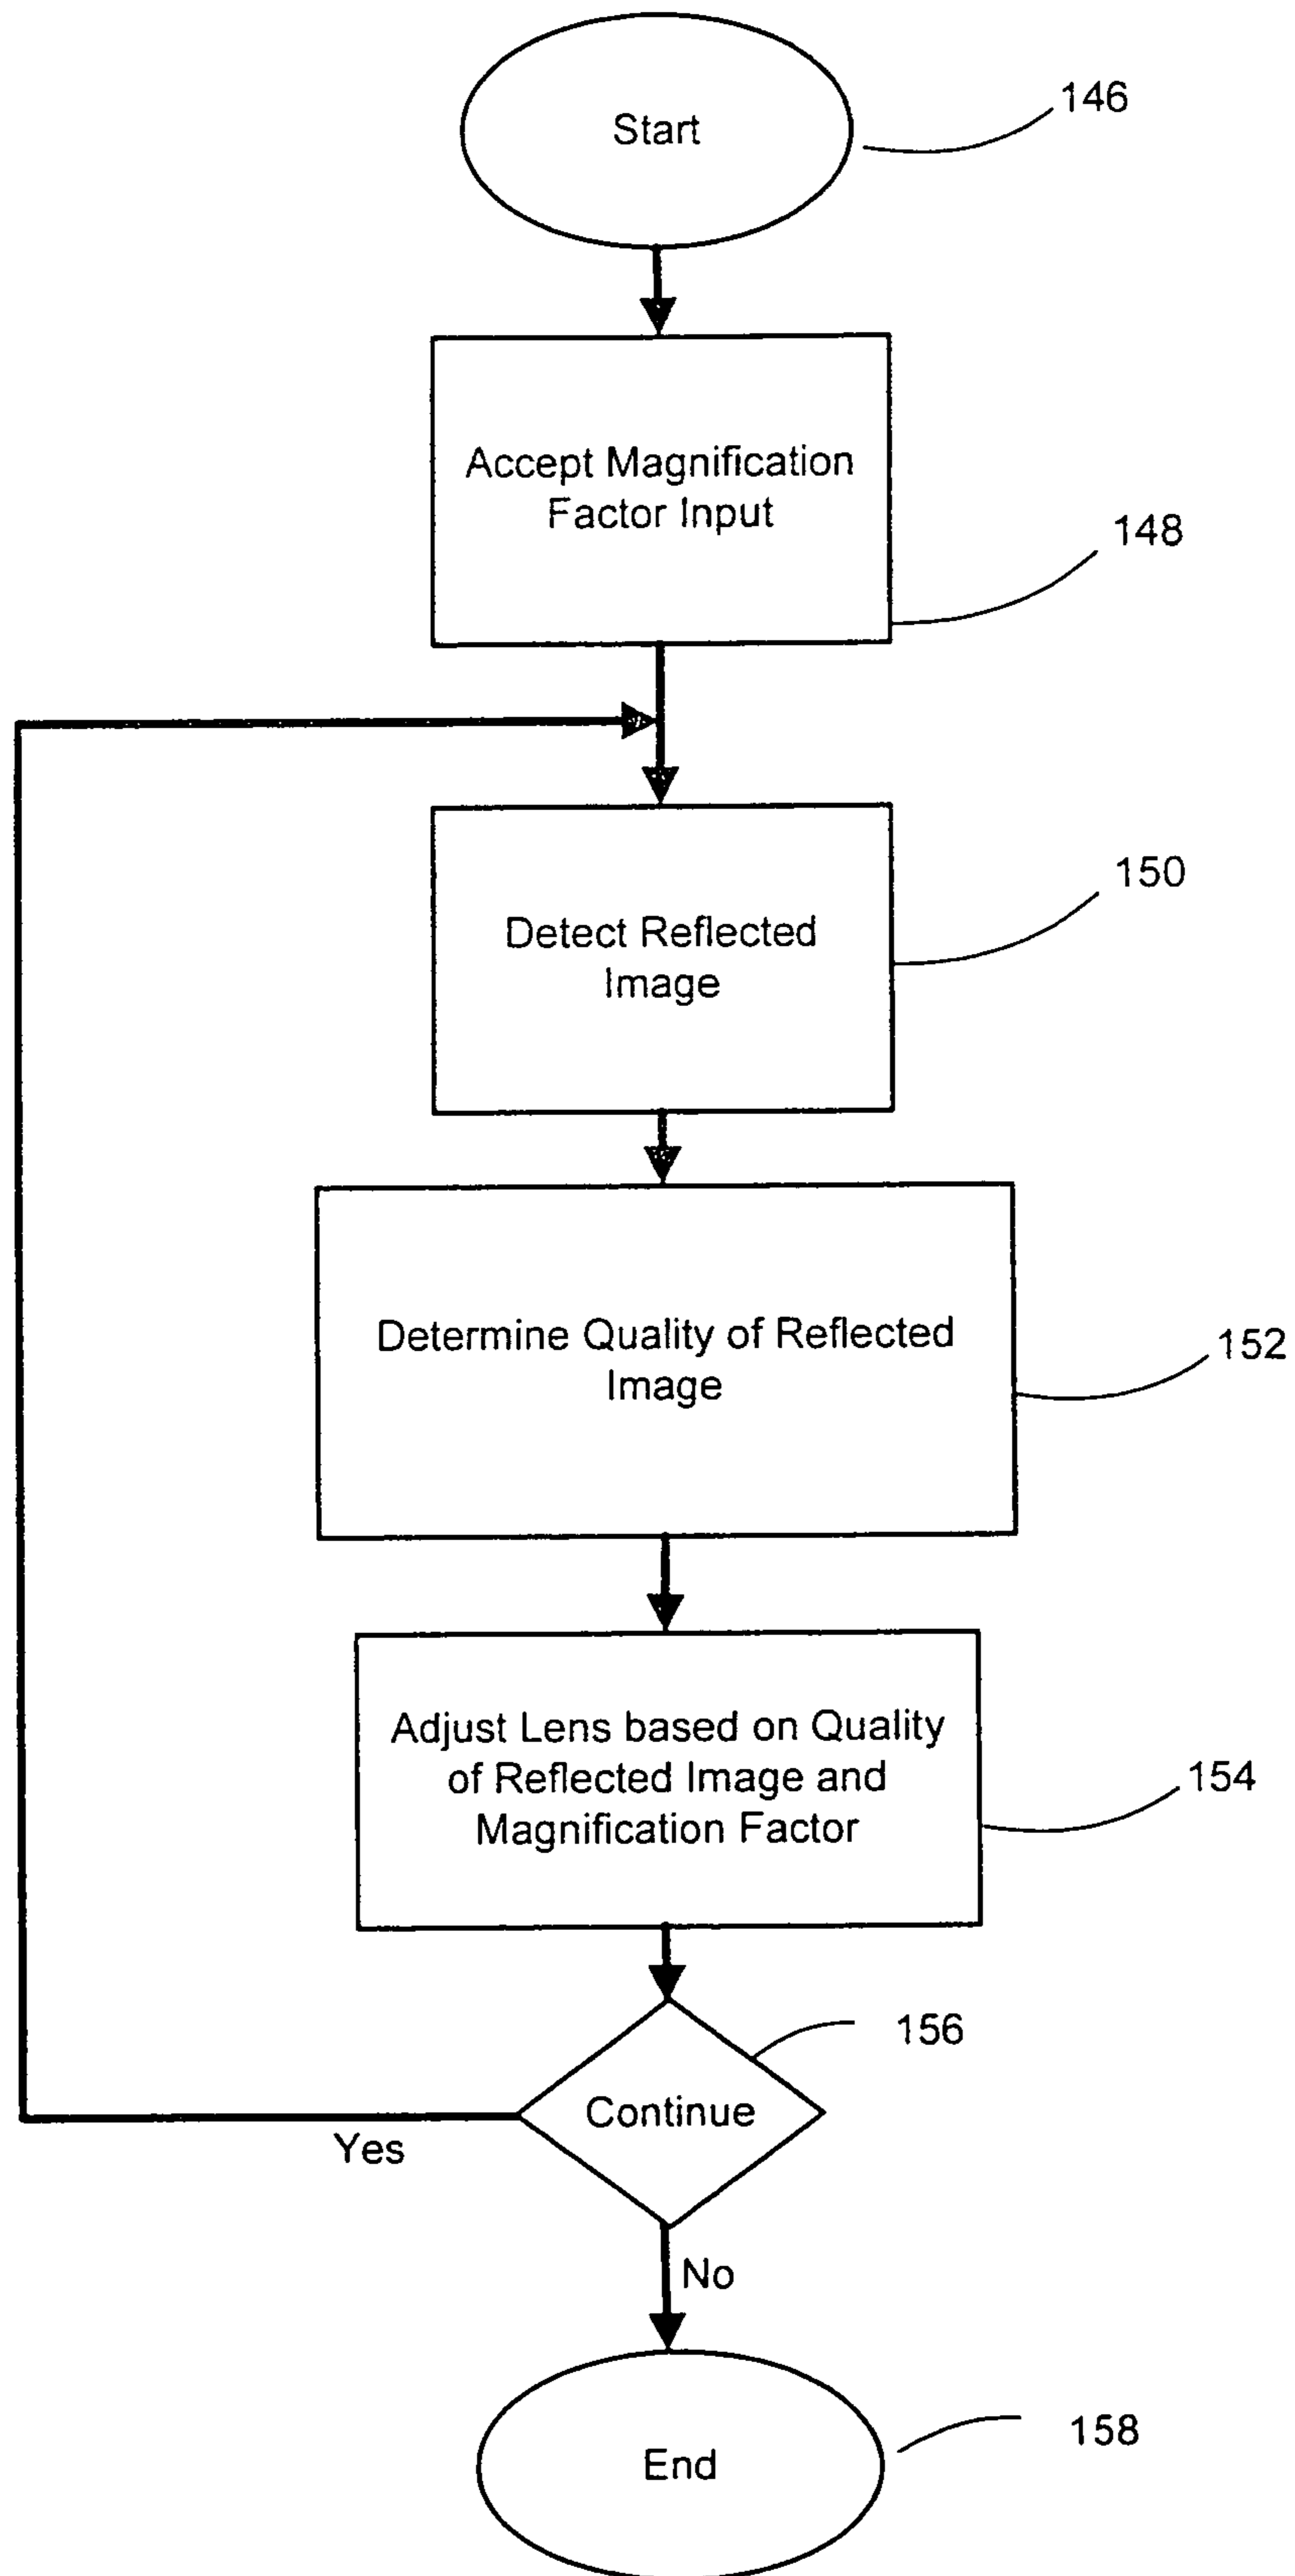 Start
146
Accept Magnification
Factor Input
148
Detect Reflected
Image
150
Determine Quality of Reflected
Image
152
Adjust Lens based on Quality
of Reflected Image and
Magnification Factor
154
156
Continue
Yes
No
End
158